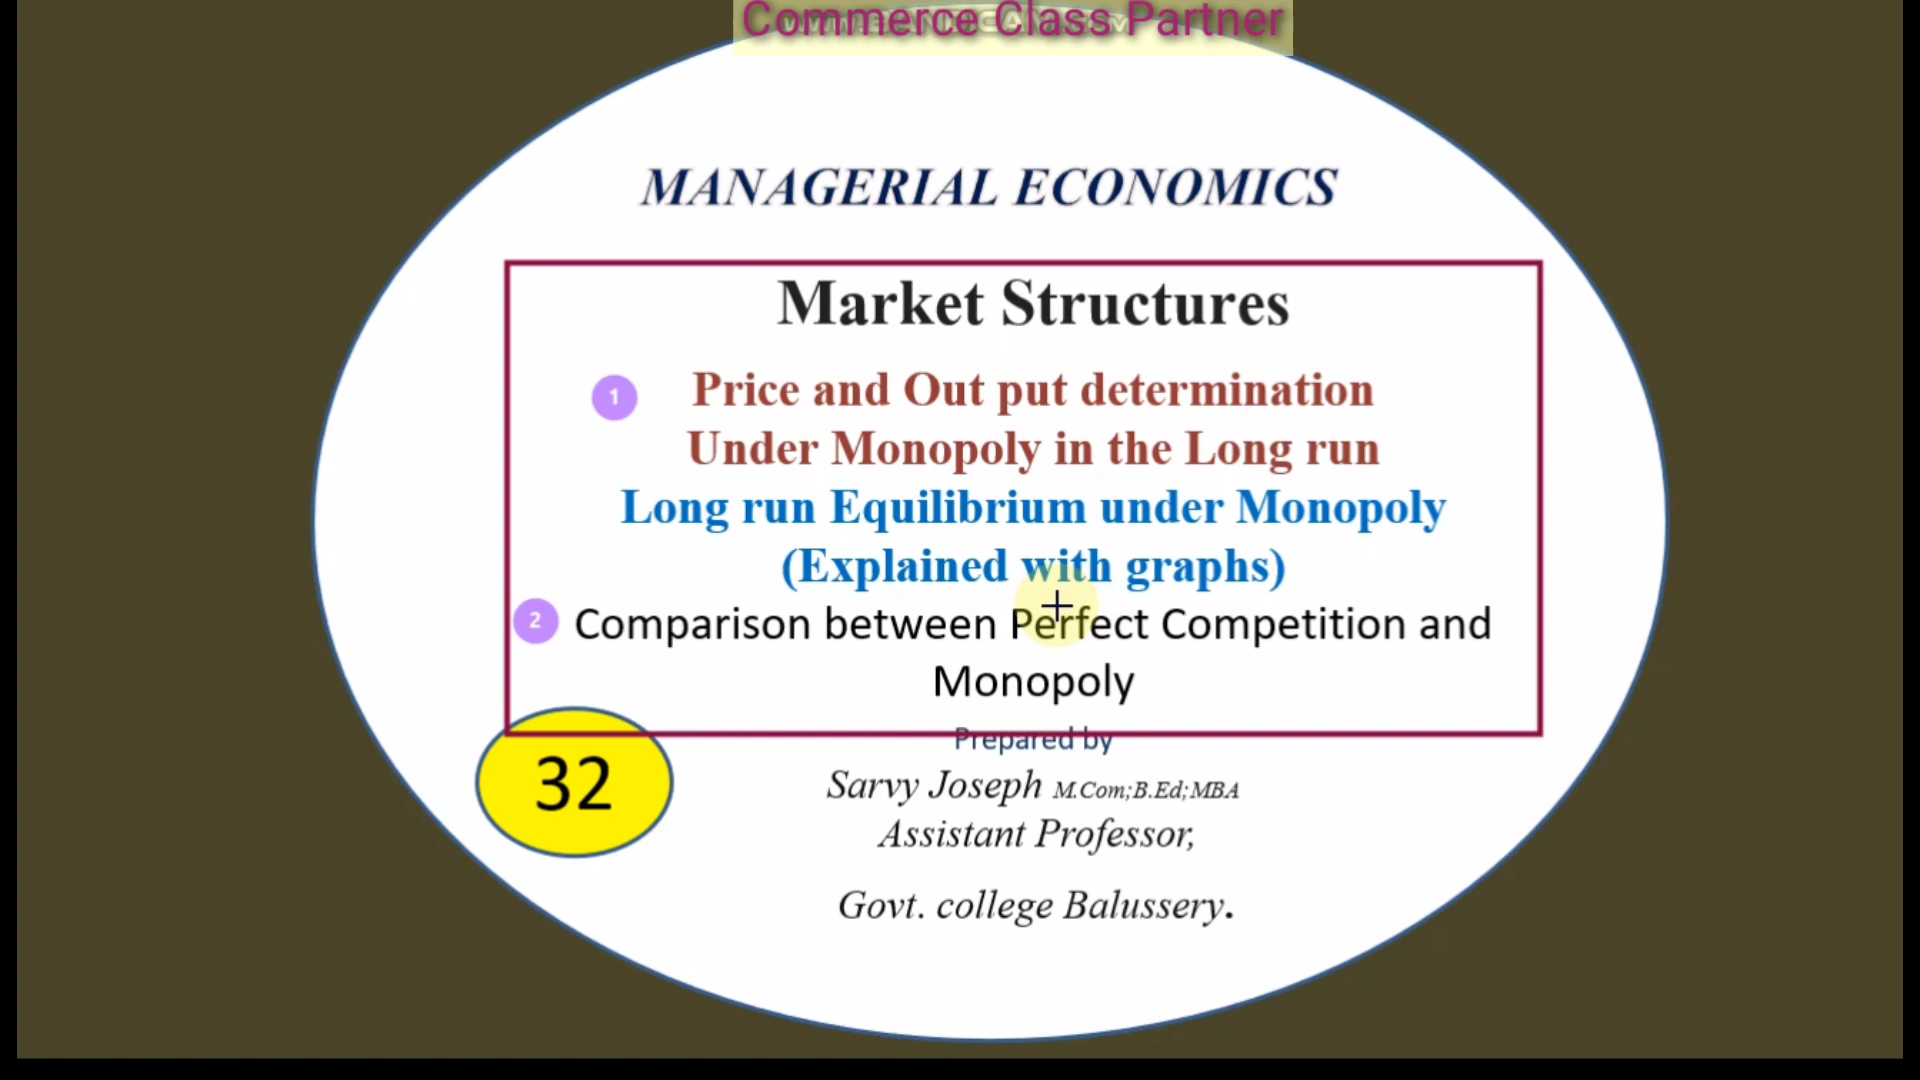 Commerce Class Partner
MANAGERIAL ECONOMICS
Market Structures
1 Price and Out put determination
Under Monopoly in the Long run
Long run Equilibrium under Monopoly
(Explained with graphs)
2 Comparison between Perfect Competition and
Monopoly
Prepared by
32
Sarvy Joseph M.Com;B.Ed;MBA
Assistant Professor,
Govt. college Balussery.